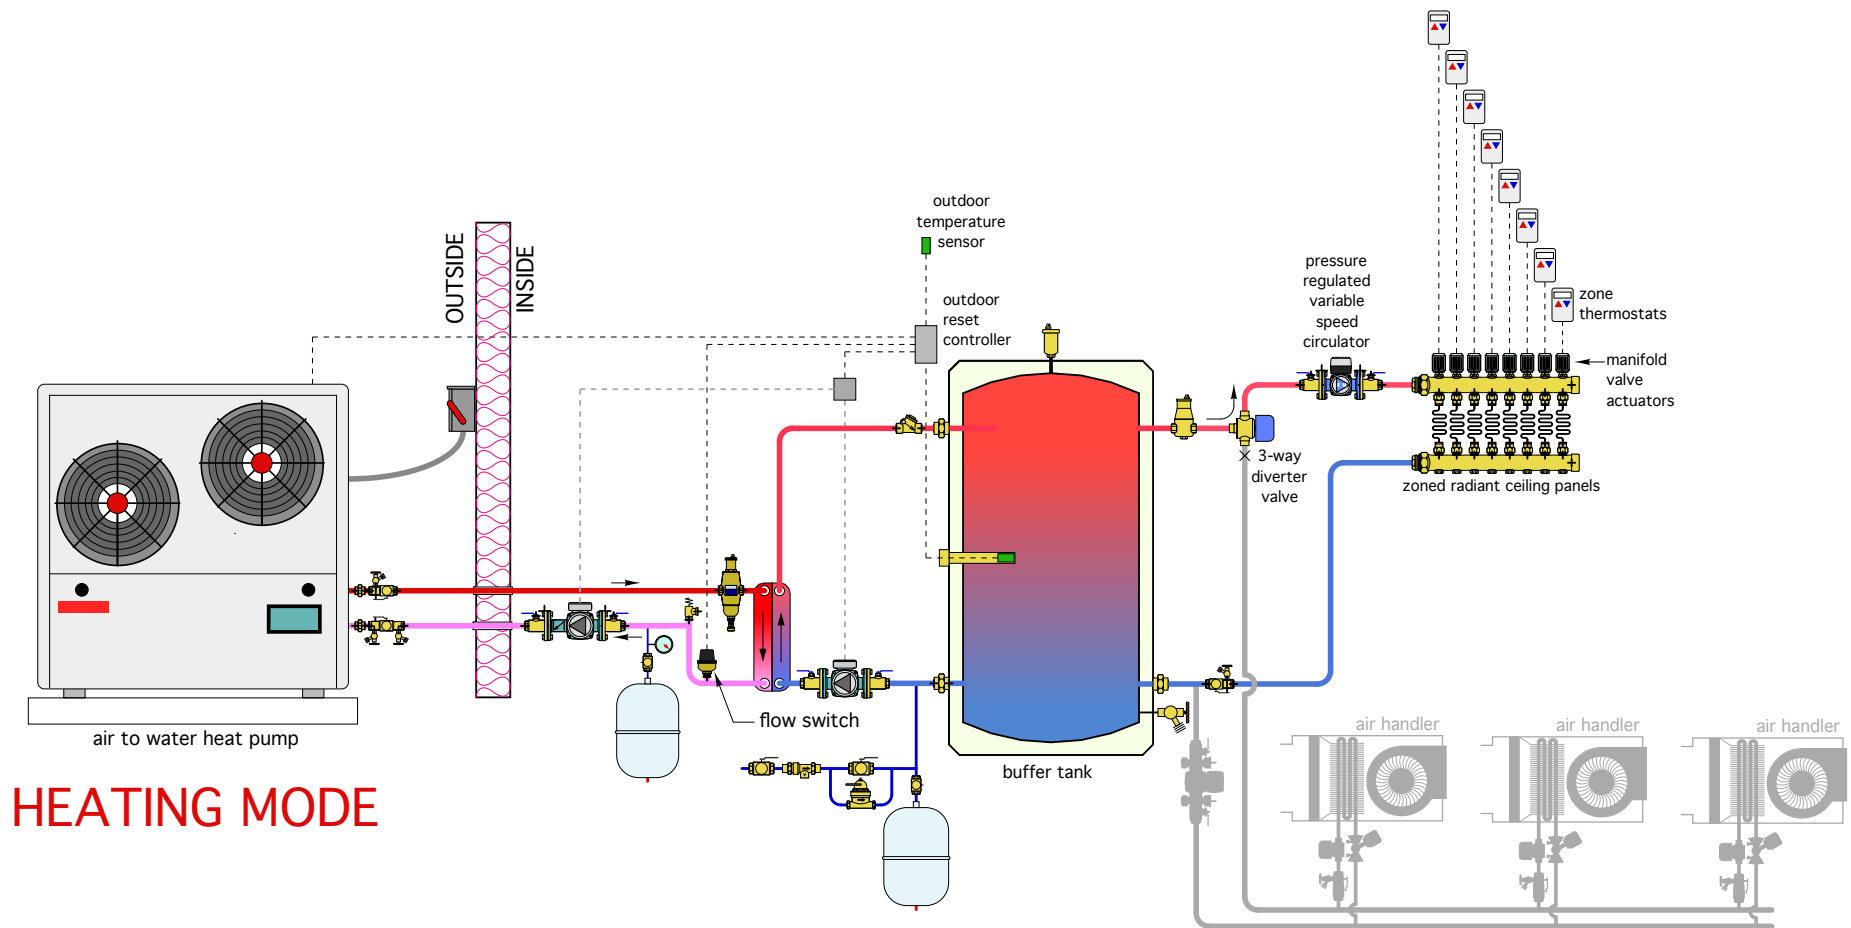 OUTSIDE
INSIDE
outdoor
temperature
sensor
outdoor
reset
controller
pressure
regulated
variable
speed
circulator
zone
thermostats
manifold
valve
actuators
3-way
diverter
valve
zoned radiant ceiling panels
flow switch
air to water heat pump
buffer tank
air handler
air handler
air handler
HEATING MODE